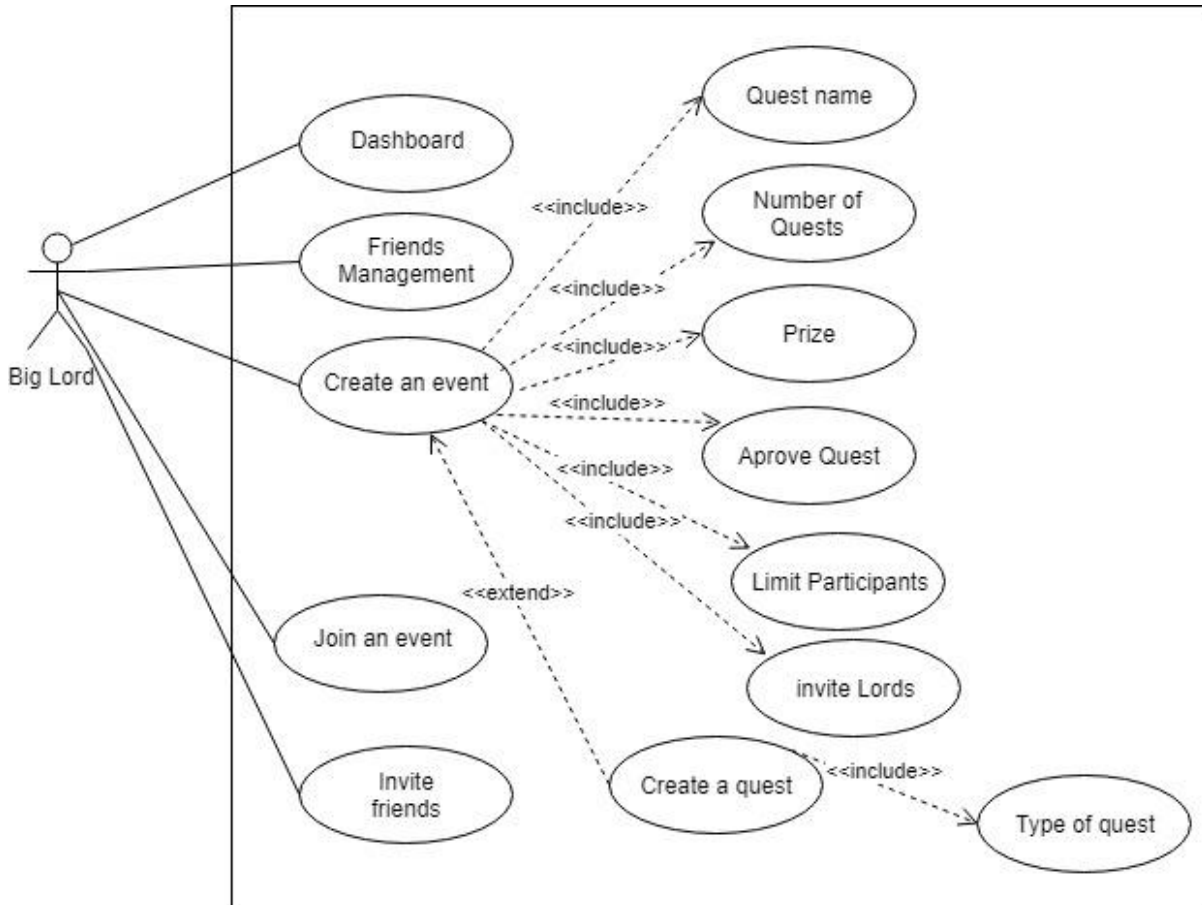 Quest name
Dashboard
<<include>>
Number of
Quests
Friends
Management
<<include>>
Prize
<<include>>
Big Lord
Create an event
<<include>>
Aprove Quest
<<include>>
<<include>>
Limit Participants
<<extend>>
Join an event
invite Lords
Invite
friends
Create a quest
<<include>>
Type of quest